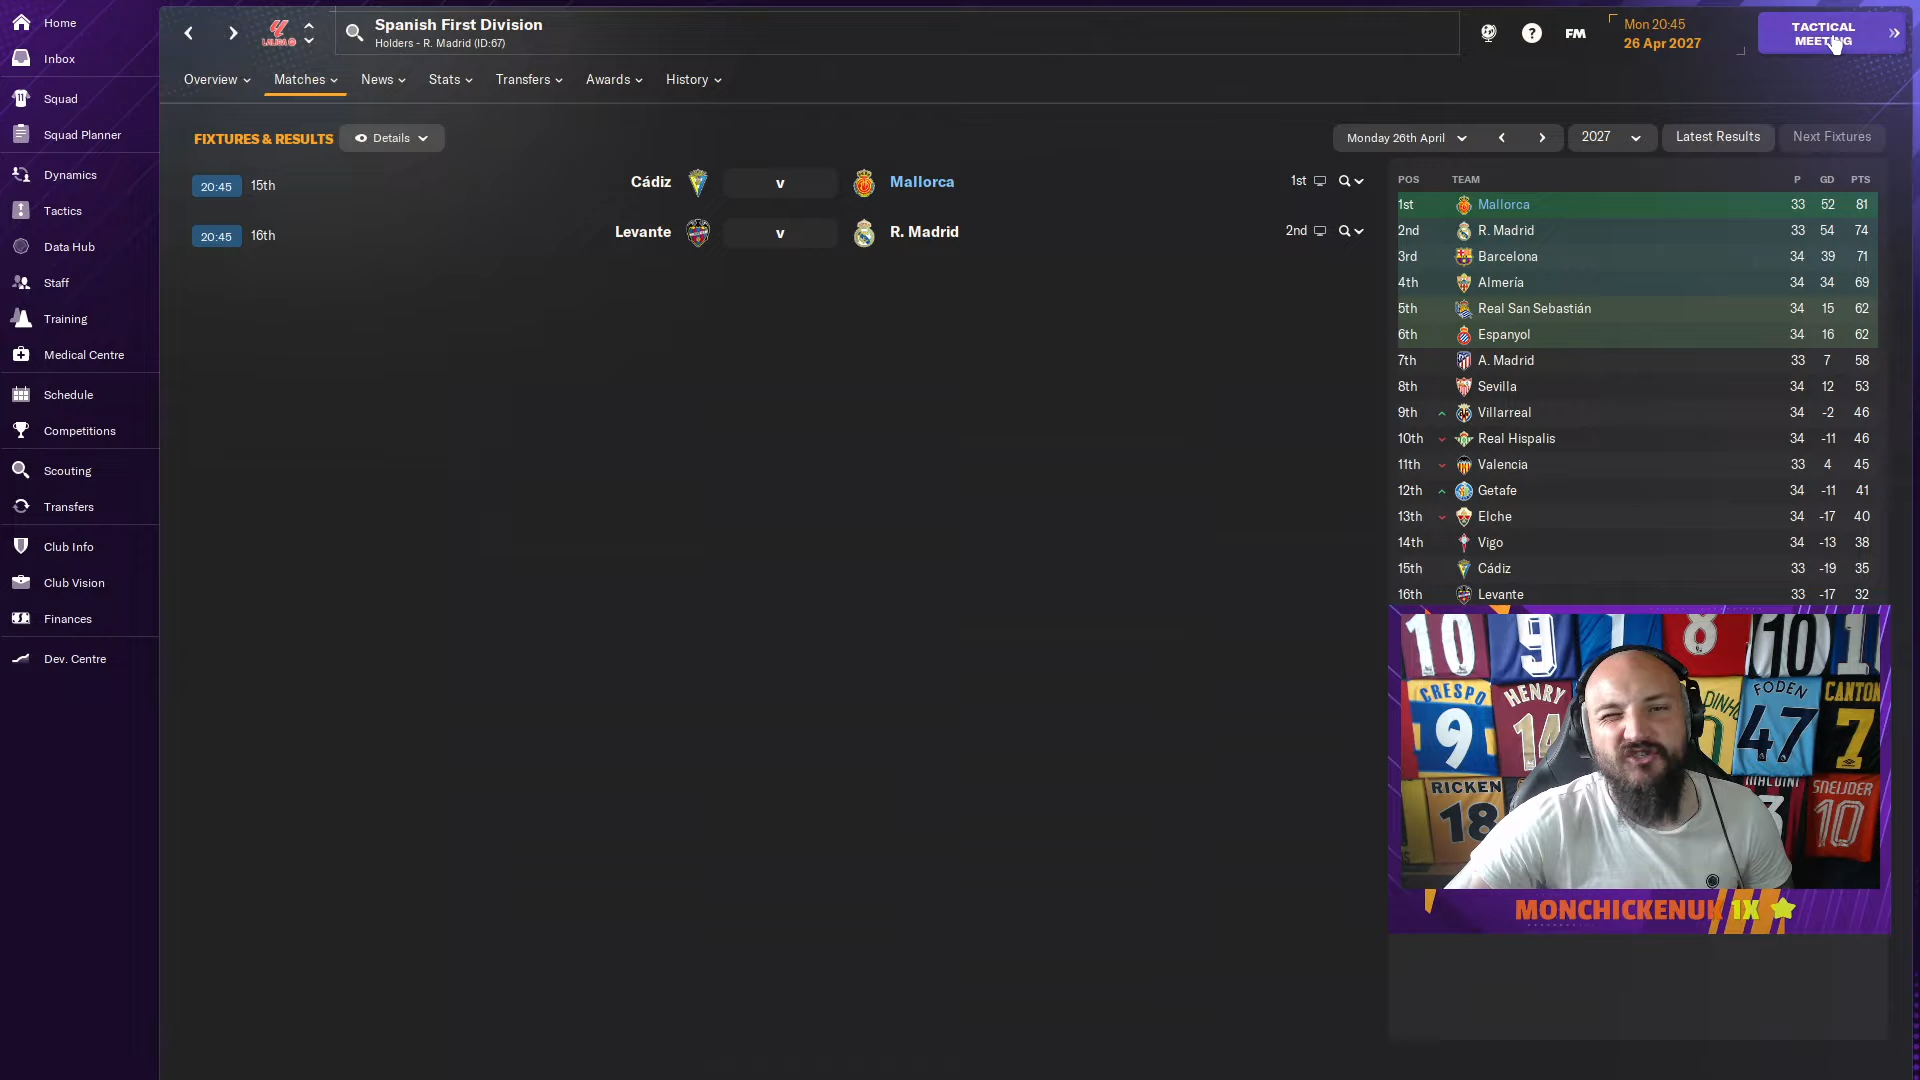 Home
Inbox
Squad
Squad Planner
Dynamics
Tactics
Data Hub
Staff
Training
Medical Centre
Schedule
Competitions
Scouting
Transfers
Club Info
Club Vision
Finances
Dev. Centre
Spanish First Division
Holders - R. Madrid (ID:67)
FM
Mon 20:45
26 Apr 2027
TACTICAL
MEETING
Overview Matches News Stats Transfers Awards History
FIXTURES & RESULTS Details
Monday 26th April 2027 Latest Results Next Fixtures
20:45 15th Cádiz v Mallorca 1st
20:45 16th Levante v R. Madrid 2nd
POS TEAM P GD PTS
1st Mallorca 33 52 81
2nd R. Madrid 33 54 74
3rd Barcelona 34 39 71
4th Almería 34 34 69
5th Real San Sebastián 34 15 62
6th Espanyol 34 16 62
7th A. Madrid 33 7 58
8th Sevilla 34 12 53
9th Villarreal 34 -2 46
10th Real Hispalis 34 -11 46
11th Valencia 33 4 45
12th Getafe 34 -11 41
13th Elche 34 -17 40
14th Vigo 34 -13 38
15th Cádiz 33 -19 35
16th Levante 33 -17 32
10 9 8 10
CRESPO
9
HENRY
14
FODEN
47
CANTON
7
RICKEN
18
MALDINI
3
SNEIJDER
10
MONCHICKENUK 1X